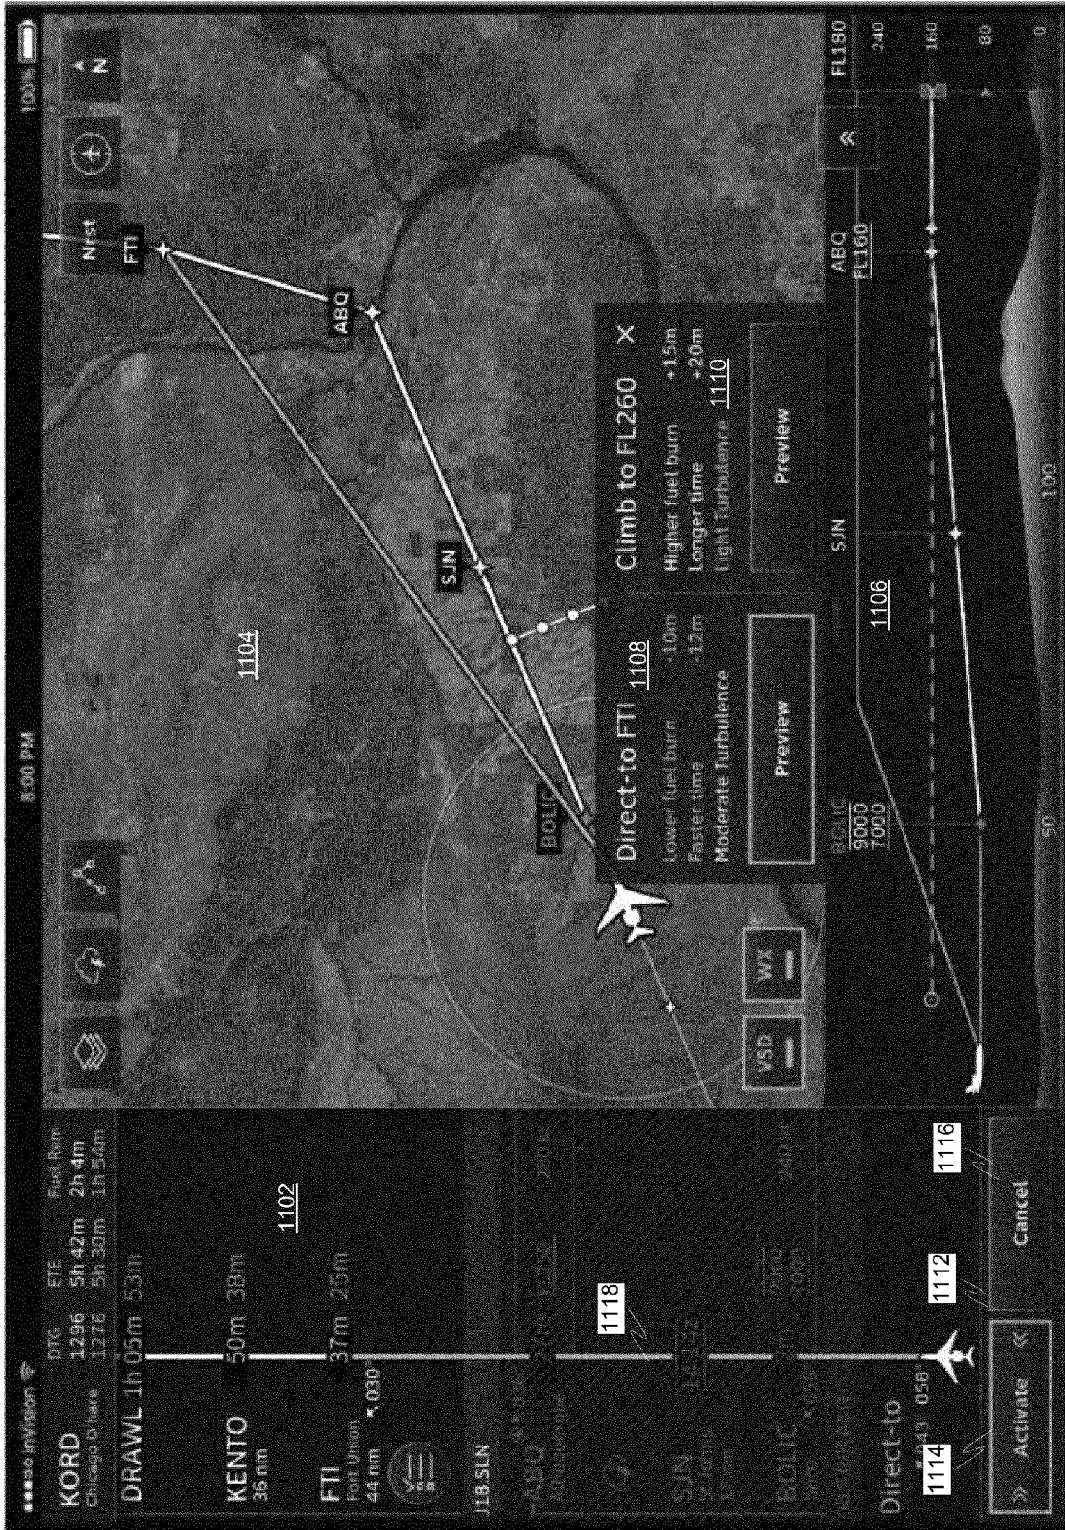 InVision
8:00 PM
100%
KORD
Chicago O'hare
DTG
1296
1276
ETE
5h 42m
5h 30m
Fuel Rem
2h 4m
1h 54m
DRAWL 1h 05m 53m
KENTO
36 nm
50m 38m
FTI
Fort Union
44 nm
37m 25m
030°
J18.SLN
ABQ
SJN
BOLIC
Direct-to
043 058°
Activate
Cancel
1102
1118
1112
1114
1116
Nrst
N
FTI
ABQ
SJN
BOLIC
1104
VSD
WX
Direct-to FTI
1108
Lower fuel burn -10m
Faster time -12m
Moderate Turbulence
Preview
Climb to FL260 X
Higher fuel burn +15m
Longer time +20m
Light Turbulence
1110
Preview
BOLIC
9000
7000
SJN
ABQ
FL160
FL180
1106
240
160
80
0
50
100